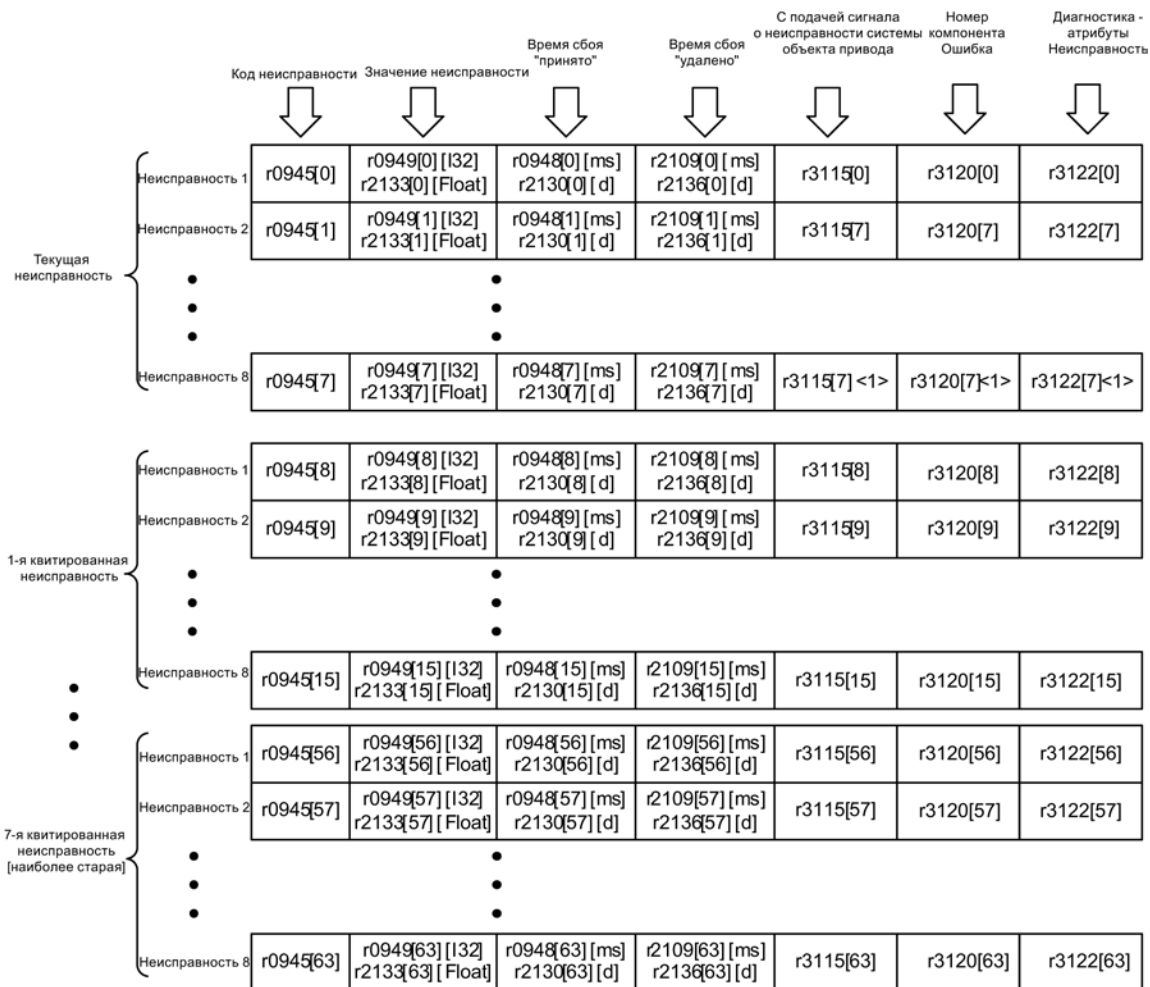 С подачей сигнала
о неисправности системы
объекта привода
Номер
компонента
Ошибка
Диагностика -
атрибуты
Неисправность
Время сбоя
"принято"
Время сбоя
"удалено"
Код неисправности
Значение неисправности
Текущая
неисправность
Неисправность 1
r0945[0]
r0949[0] [I32]
r2133[0] [Float]
r0948[0] [ms]
r2130[0] [d]
r2109[0] [ms]
r2136[0] [d]
r3115[0]
r3120[0]
r3122[0]
Неисправность 2
r0945[1]
r0949[1] [I32]
r2133[1] [Float]
r0948[1] [ms]
r2130[1] [d]
r2109[1] [ms]
r2136[1] [d]
r3115[7]
r3120[7]
r3122[7]
Неисправность 8
r0945[7]
r0949[7] [I32]
r2133[7] [Float]
r0948[7] [ms]
r2130[7] [d]
r2109[7] [ms]
r2136[7] [d]
r3115[7] <1>
r3120[7]<1>
r3122[7]<1>
1-я квитированная
неисправность
Неисправность 1
r0945[8]
r0949[8] [I32]
r2133[8] [Float]
r0948[8] [ms]
r2130[8] [d]
r2109[8] [ms]
r2136[8] [d]
r3115[8]
r3120[8]
r3122[8]
Неисправность 2
r0945[9]
r0949[9] [I32]
r2133[9] [Float]
r0948[9] [ms]
r2130[9] [d]
r2109[9] [ms]
r2136[9] [d]
r3115[9]
r3120[9]
r3122[9]
Неисправность 8
r0945[15]
r0949[15] [I32]
r2133[15] [Float]
r0948[15] [ms]
r2130[15] [d]
r2109[15] [ms]
r2136[15] [d]
r3115[15]
r3120[15]
r3122[15]
7-я квитированная
неисправность
[наиболее старая]
Неисправность 1
r0945[56]
r0949[56] [I32]
r2133[56] [Float]
r0948[56] [ms]
r2130[56] [d]
r2109[56] [ms]
r2136[56] [d]
r3115[56]
r3120[56]
r3122[56]
Неисправность 2
r0945[57]
r0949[57] [I32]
r2133[57] [Float]
r0948[57] [ms]
r2130[57] [d]
r2109[57] [ms]
r2136[57] [d]
r3115[57]
r3120[57]
r3122[57]
Неисправность 8
r0945[63]
r0949[63] [I32]
r2133[63] [Float]
r0948[63] [ms]
r2130[63] [d]
r2109[63] [ms]
r2136[63] [d]
r3115[63]
r3120[63]
r3122[63]